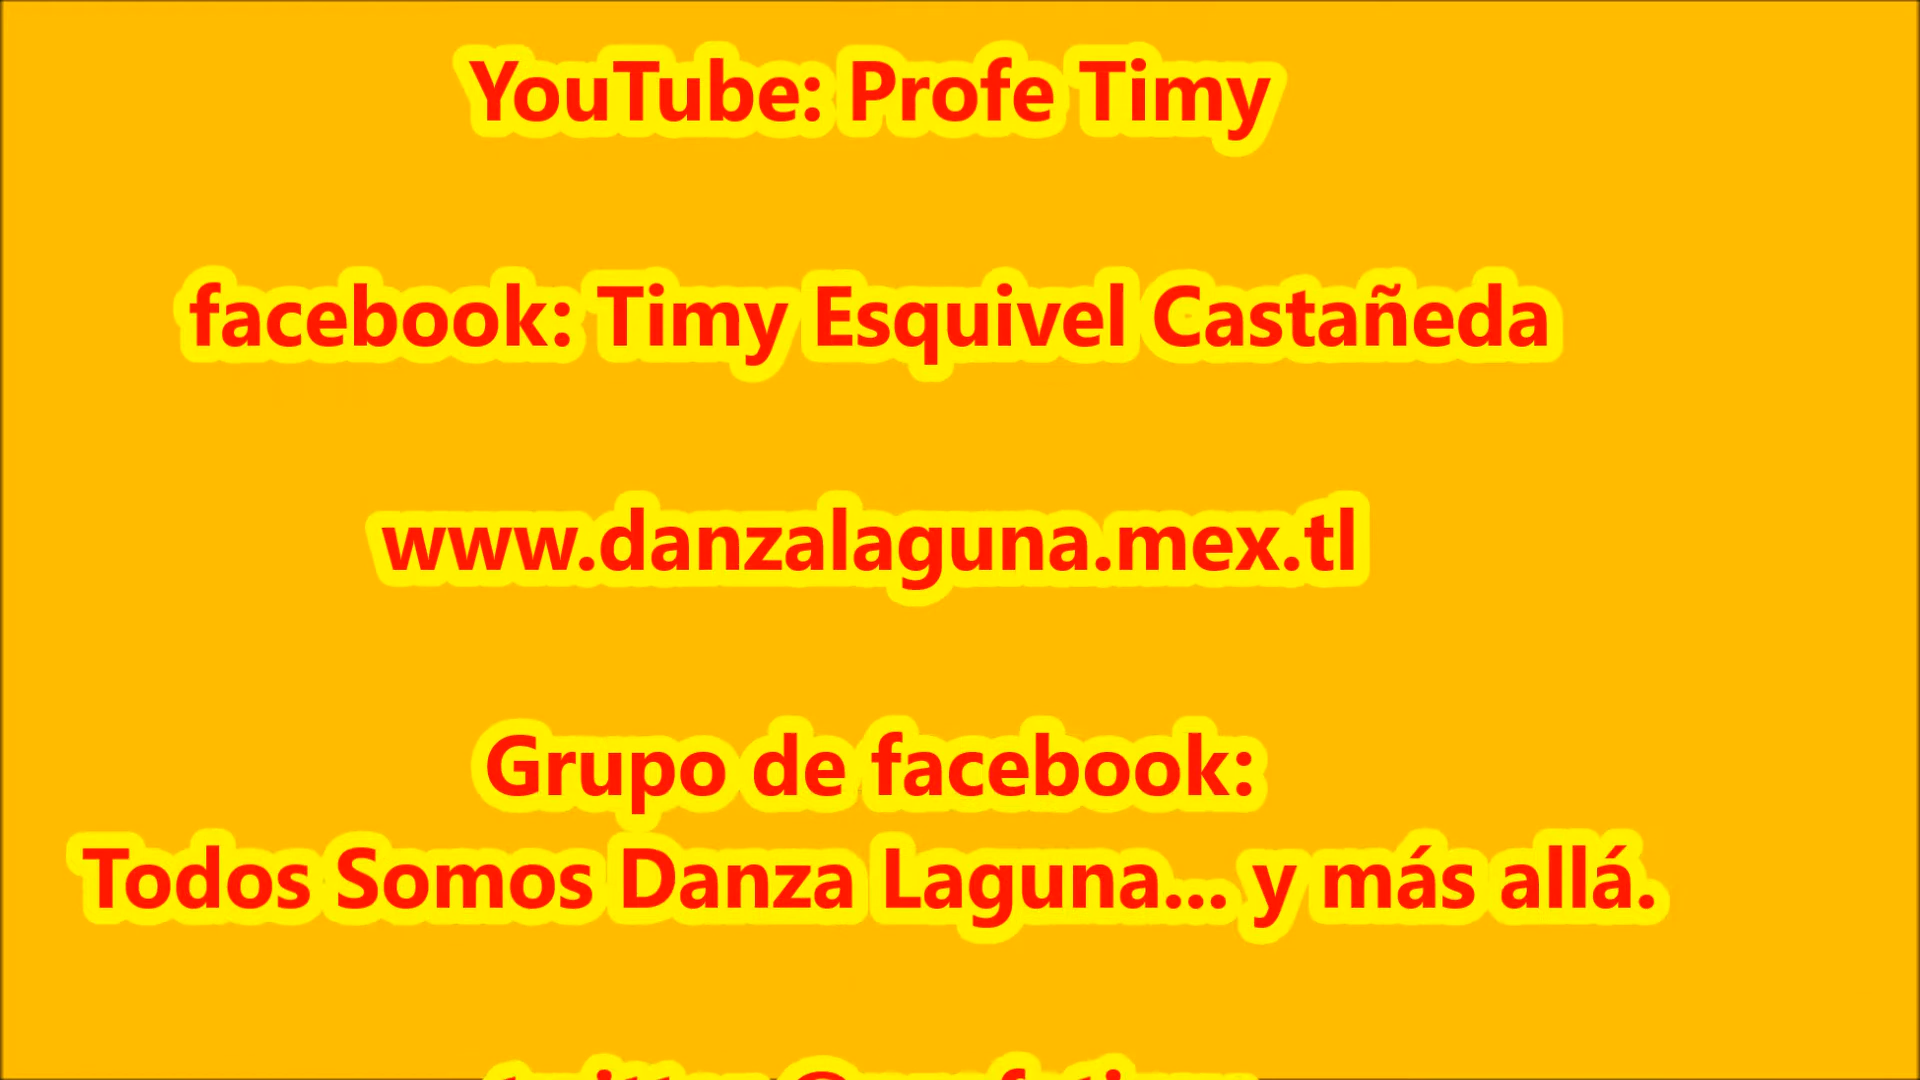 YouTube: Profe Timy
facebook: Timy Esquivel Castañeda
www.danzalaguna.mex.tl
Grupo de facebook:
Todos Somos Danza Laguna... y más allá.